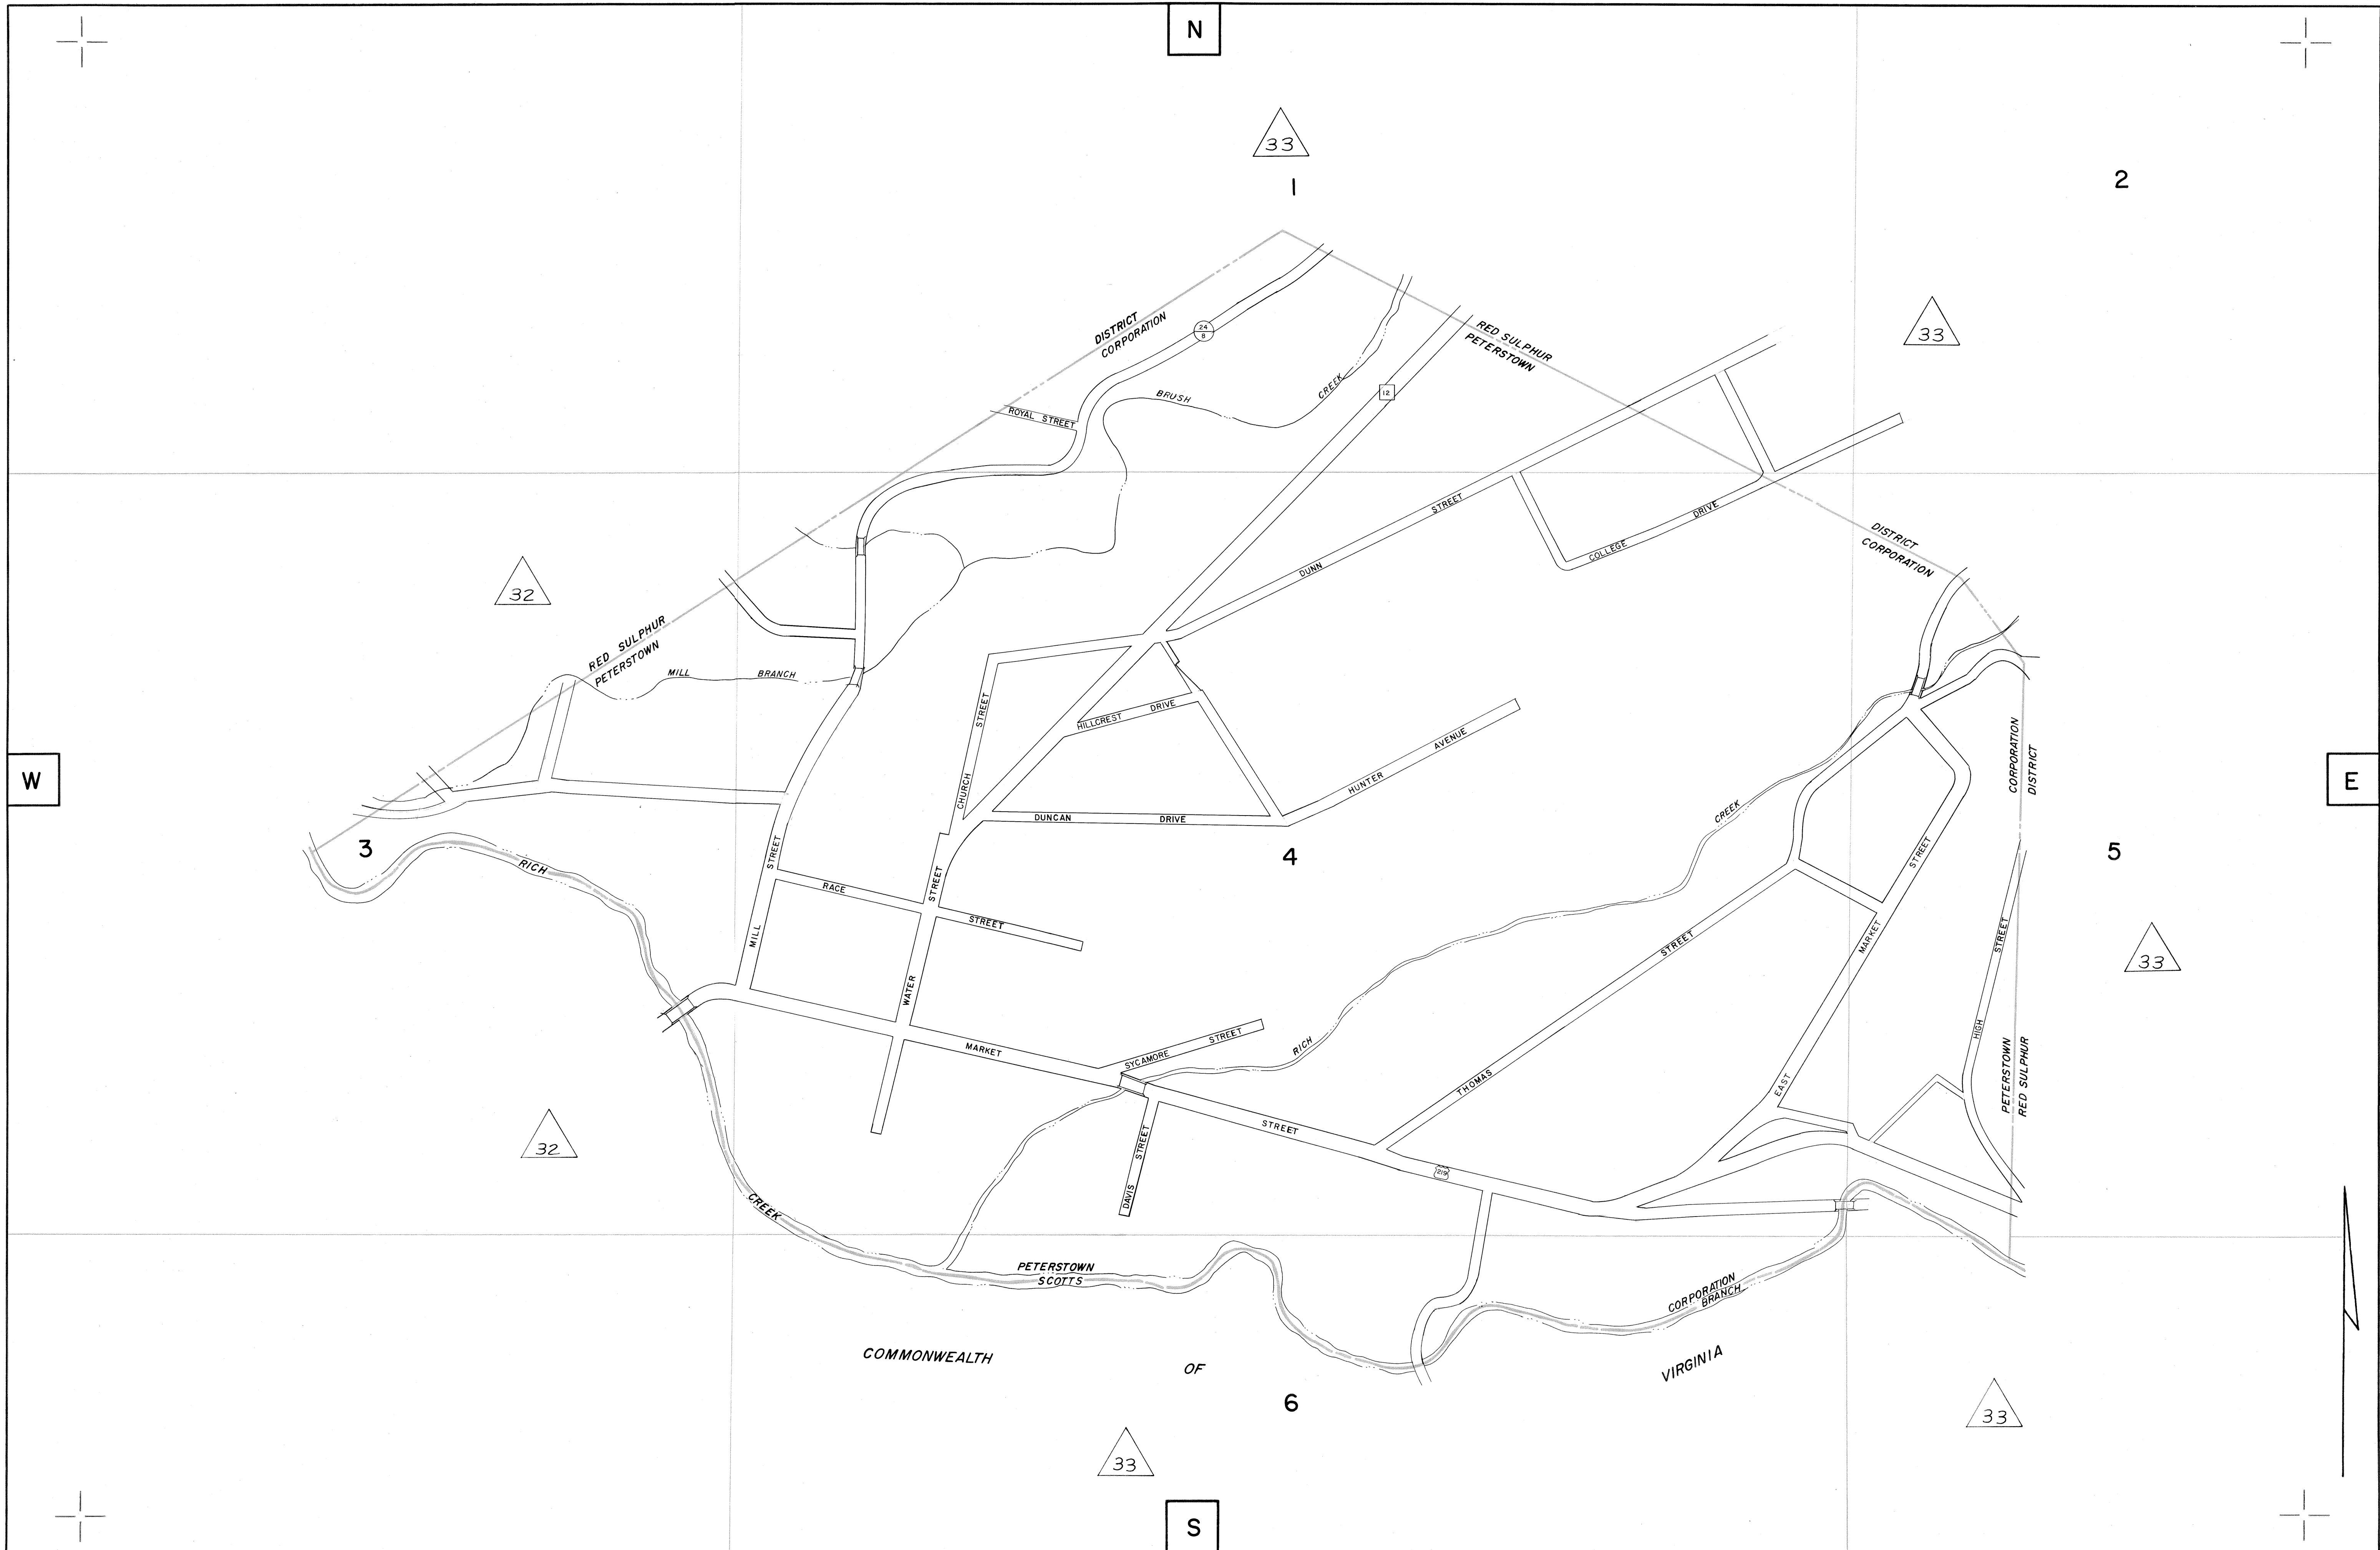 N
33
1
2
DISTRICT
CORPORATION
24
8
RED SULPHUR
PETERSTOWN
33
12
BRUSH CREEK
ROYAL STREET
DUNN STREET
COLLEGE DRIVE
DISTRICT
CORPORATION
32
RED SULPHUR
PETERSTOWN
MILL BRANCH
CHURCH STREET
HILLCREST DRIVE
HUNTER AVENUE
DUNCAN DRIVE
CORPORATION
DISTRICT
W
E
3
4
5
RICH CREEK
MILL STREET
RACE STREET
WATER STREET
RICH CREEK
THOMAS STREET
EAST MARKET STREET
HIGH STREET
33
MARKET STREET
SYCAMORE STREET
PETERSTOWN
RED SULPHUR
32
DAVIS STREET
219
PETERSTOWN CORPORATION
SCOTTS BRANCH
COMMONWEALTH OF VIRGINIA
6
33
33
S